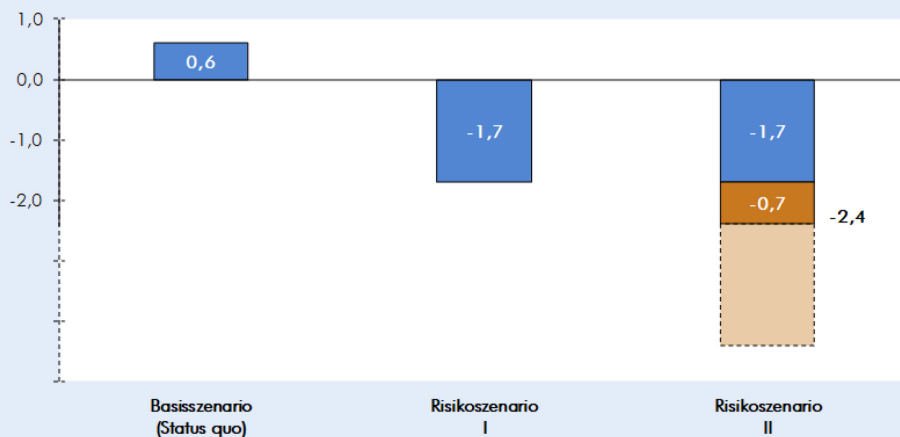 1,0
0,6
0,0
-1,7
-1,7
-1,0
-2,0
-0,7
-2,4
Basisszenario
(Status quo)
Risikoszenario
I
Risikoszenario
II